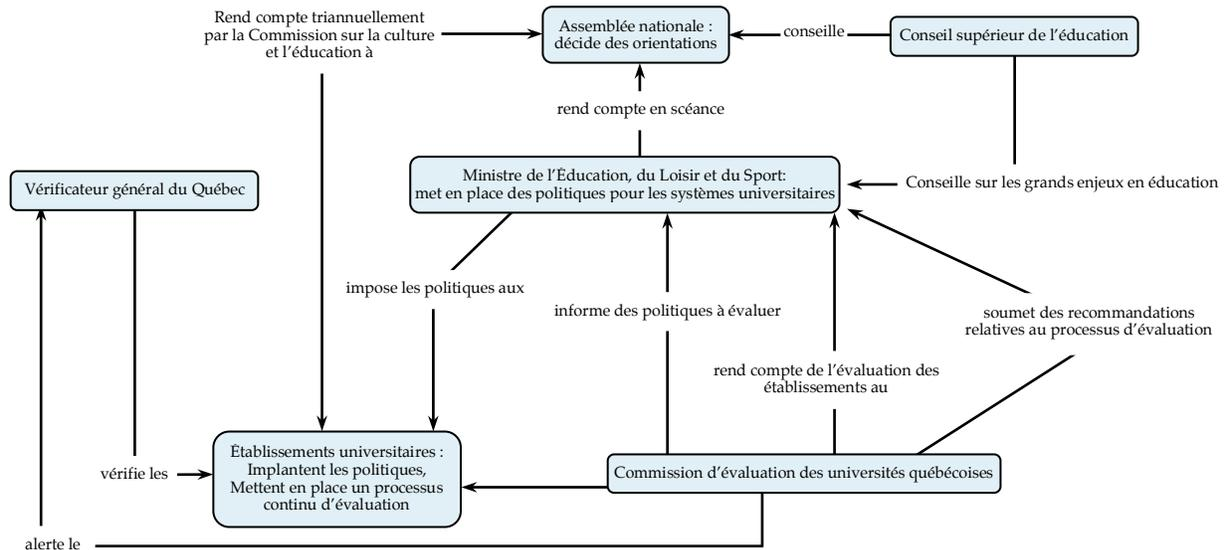 Rend compte triannuellement
par la Commission sur la culture
et l'éducation à
Assemblée nationale :
décide des orientations
conseille
Conseil supérieur de l'éducation
rend compte en scéance
Ministre de l'Éducation, du Loisir et du Sport:
met en place des politiques pour les systèmes universitaires
Conseille sur les grands enjeux en éducation
Vérificateur général du Québec
impose les politiques aux
informe des politiques à évaluer
soumet des recommandations
relatives au processus d'évaluation
rend compte de l'évaluation des
établissements au
vérifie les
Établissements universitaires :
Implantent les politiques,
Mettent en place un processus
continu d'évaluation
Commission d'évaluation des universités québécoises
alerte le